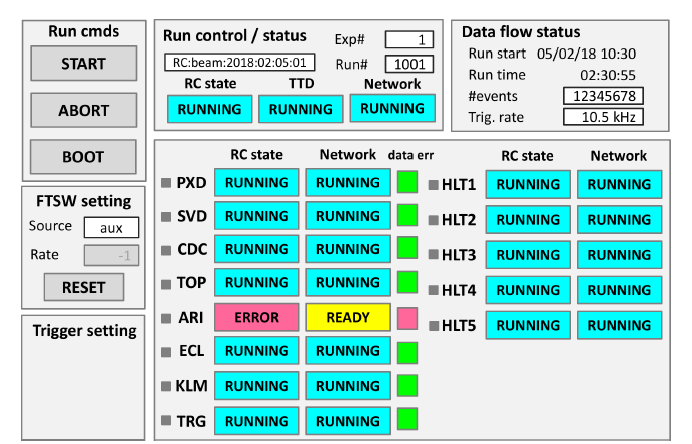 Run cmds
START
ABORT
BOOT
FTSW setting
Source aux
Rate -1
RESET
Trigger setting
Run control / status
Exp# 1
RC:beam:2018:02:05:01 Run# 1001
RC state TTD Network
RUNNING RUNNING RUNNING
Data flow status
Run start 05/02/18 10:30
Run time 02:30:55
#events 12345678
Trig. rate 10.5 kHz
RC state Network data err
PXD RUNNING RUNNING
SVD RUNNING RUNNING
CDC RUNNING RUNNING
TOP RUNNING RUNNING
ARI ERROR READY
ECL RUNNING RUNNING
KLM RUNNING RUNNING
TRG RUNNING RUNNING
RC state Network
HLT1 RUNNING RUNNING
HLT2 RUNNING RUNNING
HLT3 RUNNING RUNNING
HLT4 RUNNING RUNNING
HLT5 RUNNING RUNNING